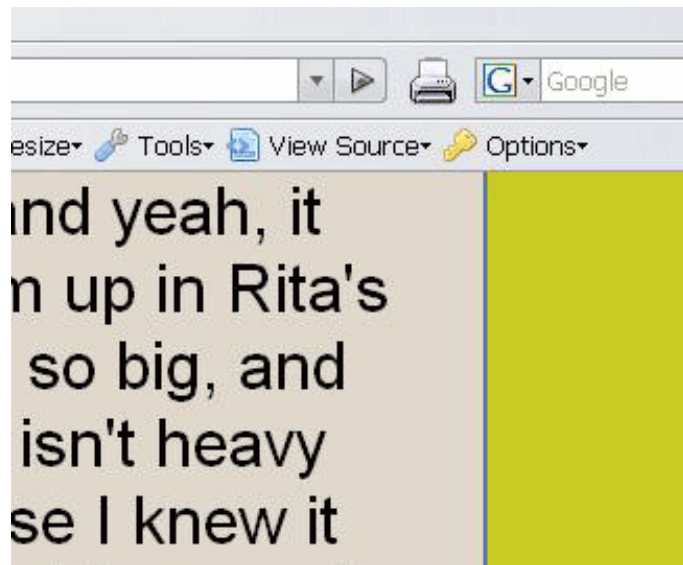 G Google
esize Tools View Source Options
and yeah, it
m up in Rita's
so big, and
isn't heavy
se I knew it